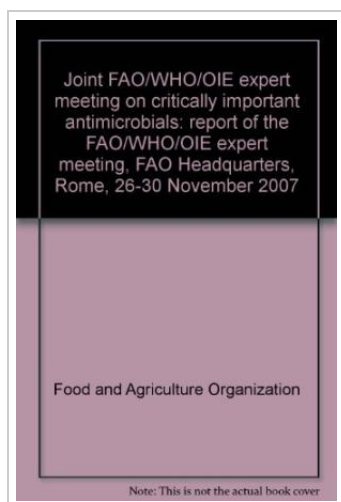 Joint FAO/WHO/OIE expert
meeting on critically important
antimicrobials: report of the
FAO/WHO/OIE expert
meeting, FAO Headquarters,
Rome, 26-30 November 2007
Food and Agriculture Organization
Note: This is not the actual book cover